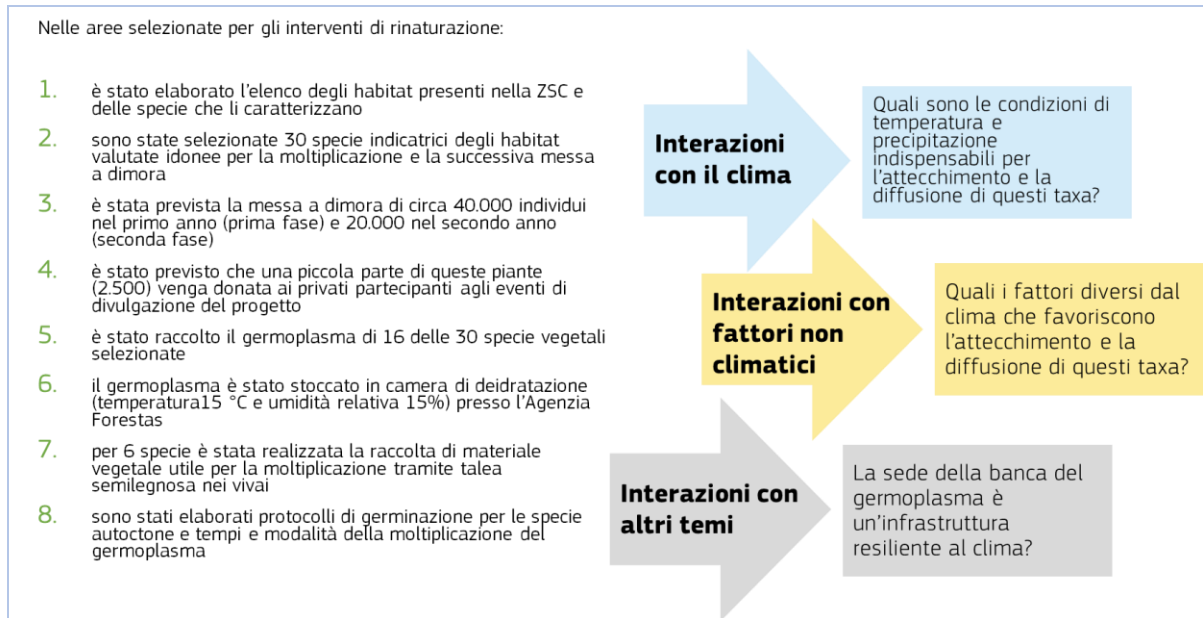 Nelle aree selezionate per gli interventi di rinaturazione:
1. è stato elaborato l'elenco degli habitat presenti nella ZSC e
delle specie che li caratterizzano
2. sono state selezionate 30 specie indicatrici degli habitat
valutate idonee per la moltiplicazione e la successiva messa
a dimora
3. è stata prevista la messa a dimora di circa 40.000 individui
nel primo anno (prima fase) e 20.000 nel secondo anno
(seconda fase)
4. è stato previsto che una piccola parte di queste piante
(2.500) venga donata ai privati partecipanti agli eventi di
divulgazione del progetto
5. è stato raccolto il germoplasma di 16 delle 30 specie vegetali
selezionate
6. il germoplasma è stato stoccato in camera di deidratazione
(temperatura15 °C e umidità relativa 15%) presso l'Agenzia
Forestas
7. per 6 specie è stata realizzata la raccolta di materiale
vegetale utile per la moltiplicazione tramite talea
semilegnosa nei vivai
8. sono stati elaborati protocolli di germinazione per le specie
autoctone e tempi e modalità della moltiplicazione del
germoplasma
Interazioni
con il clima
Quali sono le condizioni di
temperatura e
precipitazione
indispensabili per
l'attecchimento e la
diffusione di questi taxa?
Interazioni con
fattori non
climatici
Quali i fattori diversi dal
clima che favoriscono
l'attecchimento e la
diffusione di questi taxa?
Interazioni con
altri temi
La sede della banca del
germoplasma è
un'infrastruttura
resiliente al clima?